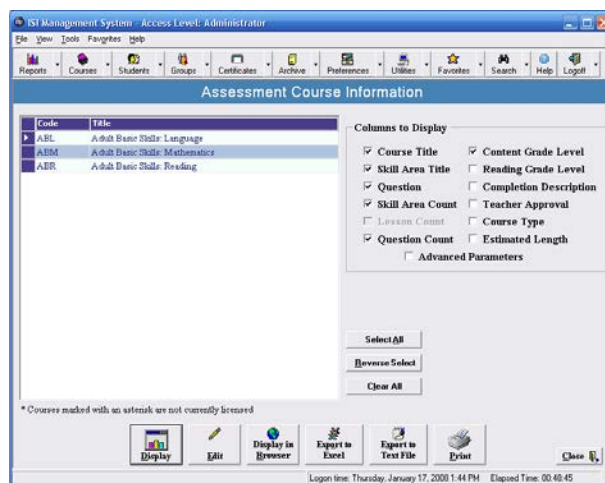 ISI Management System - Access Level: Administrator
File View Tools Favorites Help
Reports Courses Students Groups Certificates Archive Preferences Utilities Favorites Search Help Logoff
Assessment Course Information
Code Title
ABL Adult Basic Skills: Language
ABM Adult Basic Skills: Mathematics
ABR Adult Basic Skills: Reading
Columns to Display
Course Title Content Grade Level
Skill Area Title Reading Grade Level
Question Completion Description
Skill Area Count Teacher Approval
Lesson Count Course Type
Question Count Estimated Length
Advanced Parameters
Select All
Reverse Select
Clear All
* Courses marked with an asterisk are not currently licensed
Display Edit Display in Browser Export to Excel Export to Text File Print Close
Logon time: Thursday, January 17, 2008 1:44 PM Elapsed Time: 00:40:45